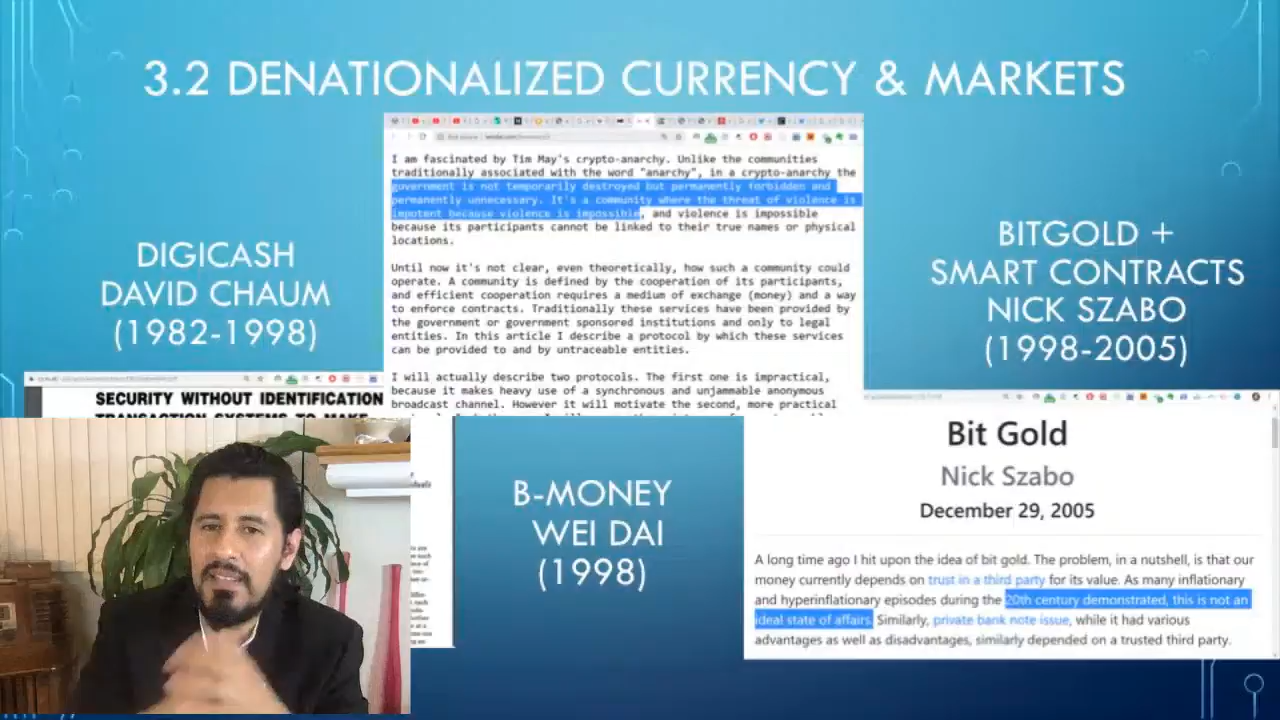 3.2 DENATIONALIZED CURRENCY & MARKETS
DIGICASH
DAVID CHAUM
(1982-1998)
SECURITY WITHOUT IDENTIFICATION
TRANSACTION SYSTEMS TO MAKE
I am fascinated by Tim May's crypto-anarchy. Unlike the communities
traditionally associated with the word "anarchy", in a crypto-anarchy the
government is not temporarily destroyed but permanently forbidden and
permanently unnecessary. It's a community where the threat of violence is
impotent because violence is impossible, and violence is impossible
because its participants cannot be linked to their true names or physical
locations.
Until now it's not clear, even theoretically, how such a community could
operate. A community is defined by the cooperation of its participants,
and efficient cooperation requires a medium of exchange (money) and a way
to enforce contracts. Traditionally these services have been provided by
the government or government sponsored institutions and only to legal
entities. In this article I describe a protocol by which these services
can be provided to and by untraceable entities.
I will actually describe two protocols. The first one is impractical,
because it makes heavy use of a synchronous and unjammable anonymous
broadcast channel. However it will motivate the second, more practical
B-MONEY
WEI DAI
(1998)
BITGOLD +
SMART CONTRACTS
NICK SZABO
(1998-2005)
Bit Gold
Nick Szabo
December 29, 2005
A long time ago I hit upon the idea of bit gold. The problem, in a nutshell, is that our
money currently depends on trust in a third party for its value. As many inflationary
and hyperinflationary episodes during the 20th century demonstrated, this is not an
ideal state of affairs. Similarly, private bank note issue, while it had various
advantages as well as disadvantages, similarly depended on a trusted third party.